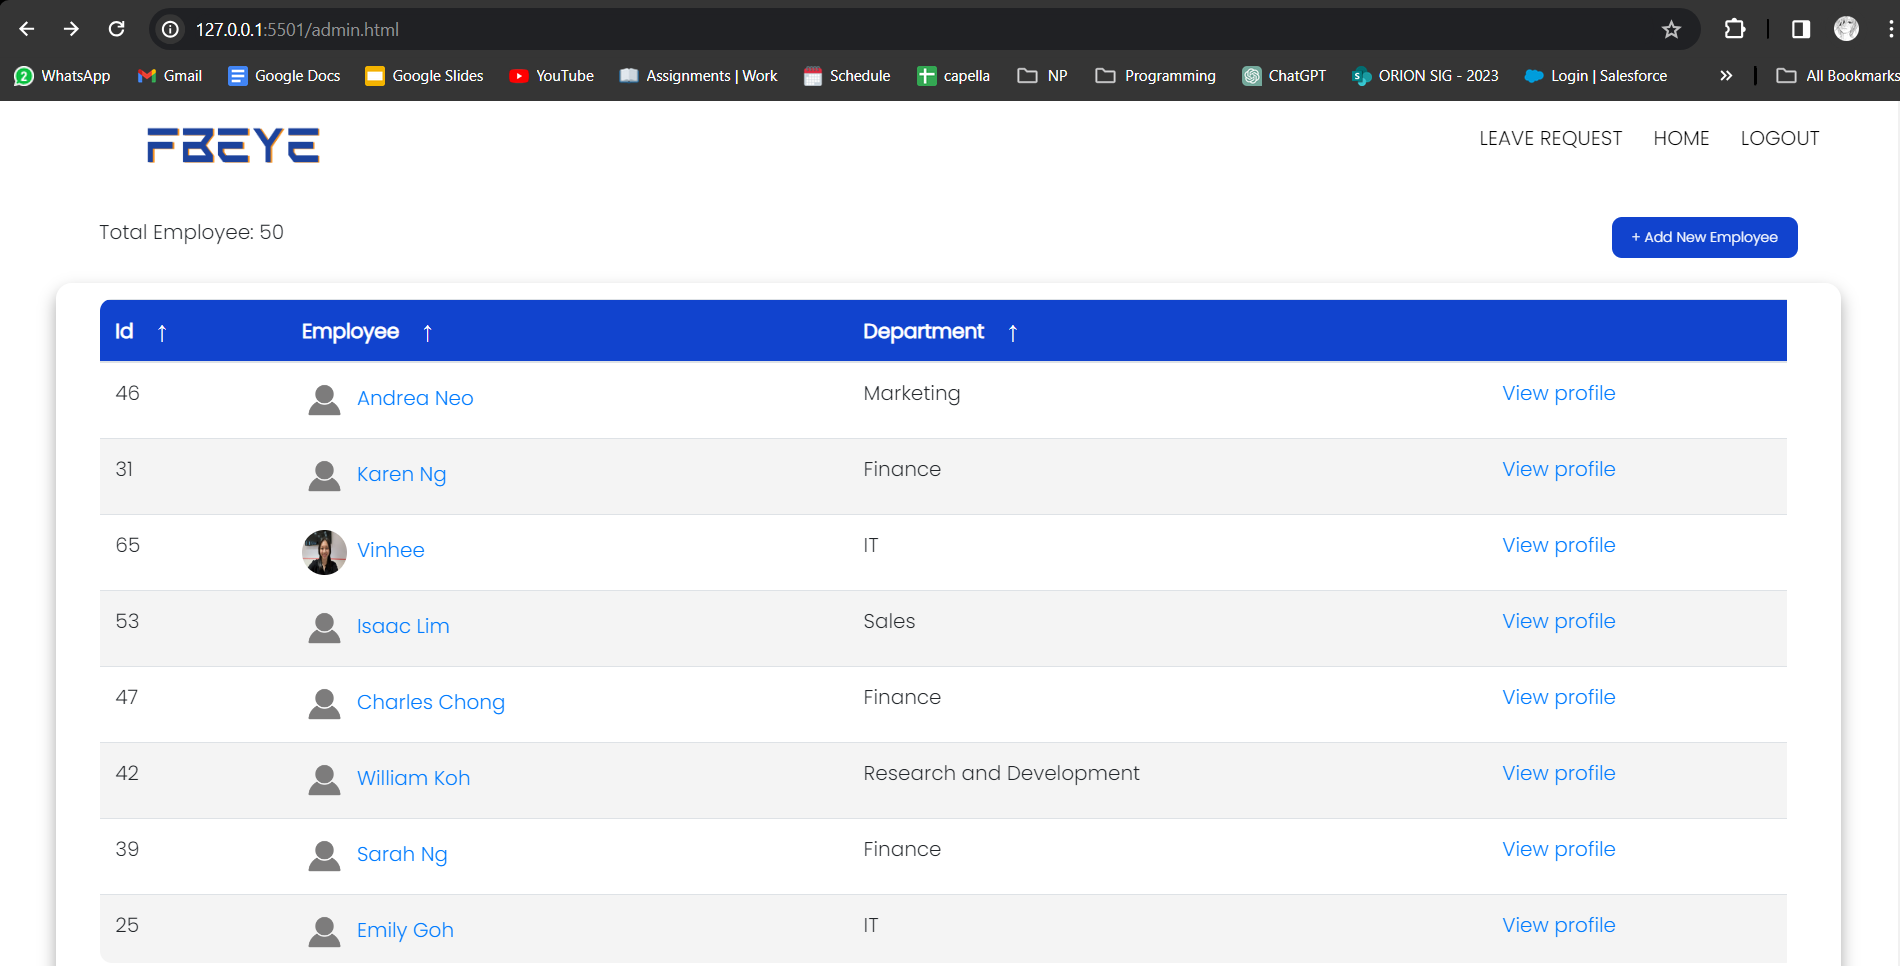 127.0.0.1:5501/admin.html
2 WhatsApp Gmail Google Docs Google Slides YouTube Assignments | Work Schedule capella NP Programming ChatGPT S ORION SIG - 2023 Login | Salesforce » All Bookmarks
FBEYE LEAVE REQUEST HOME LOGOUT
Total Employee: 50 + Add New Employee
Id ↑ Employee ↑ Department ↑
46 Andrea Neo Marketing View profile
31 Karen Ng Finance View profile
65 Vinhee IT View profile
53 Isaac Lim Sales View profile
47 Charles Chong Finance View profile
42 William Koh Research and Development View profile
39 Sarah Ng Finance View profile
25 Emily Goh IT View profile